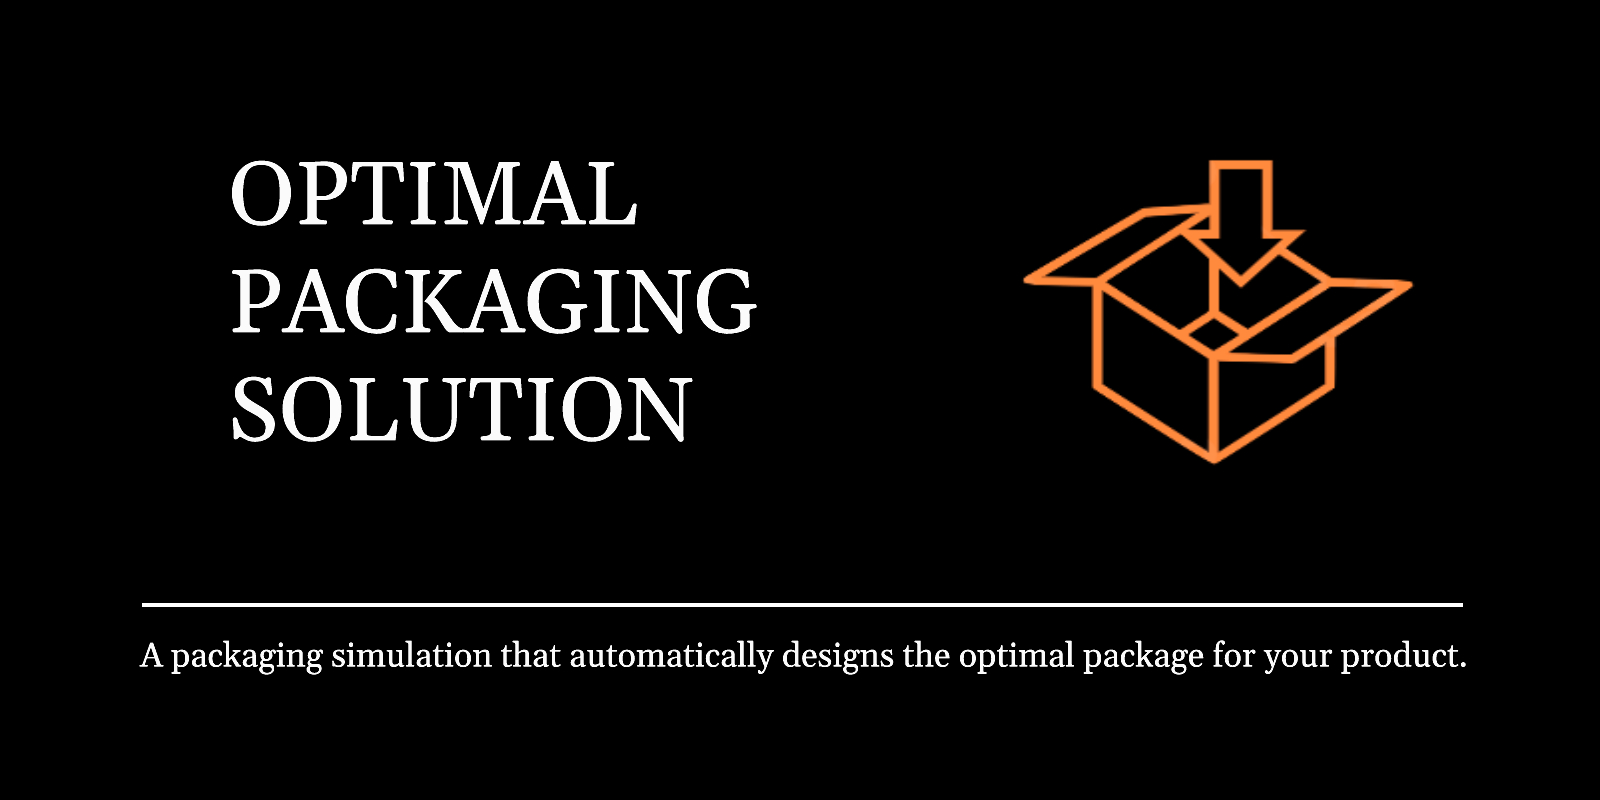 OPTIMAL
PACKAGING
SOLUTION
A packaging simulation that automatically designs the optimal package for your product.